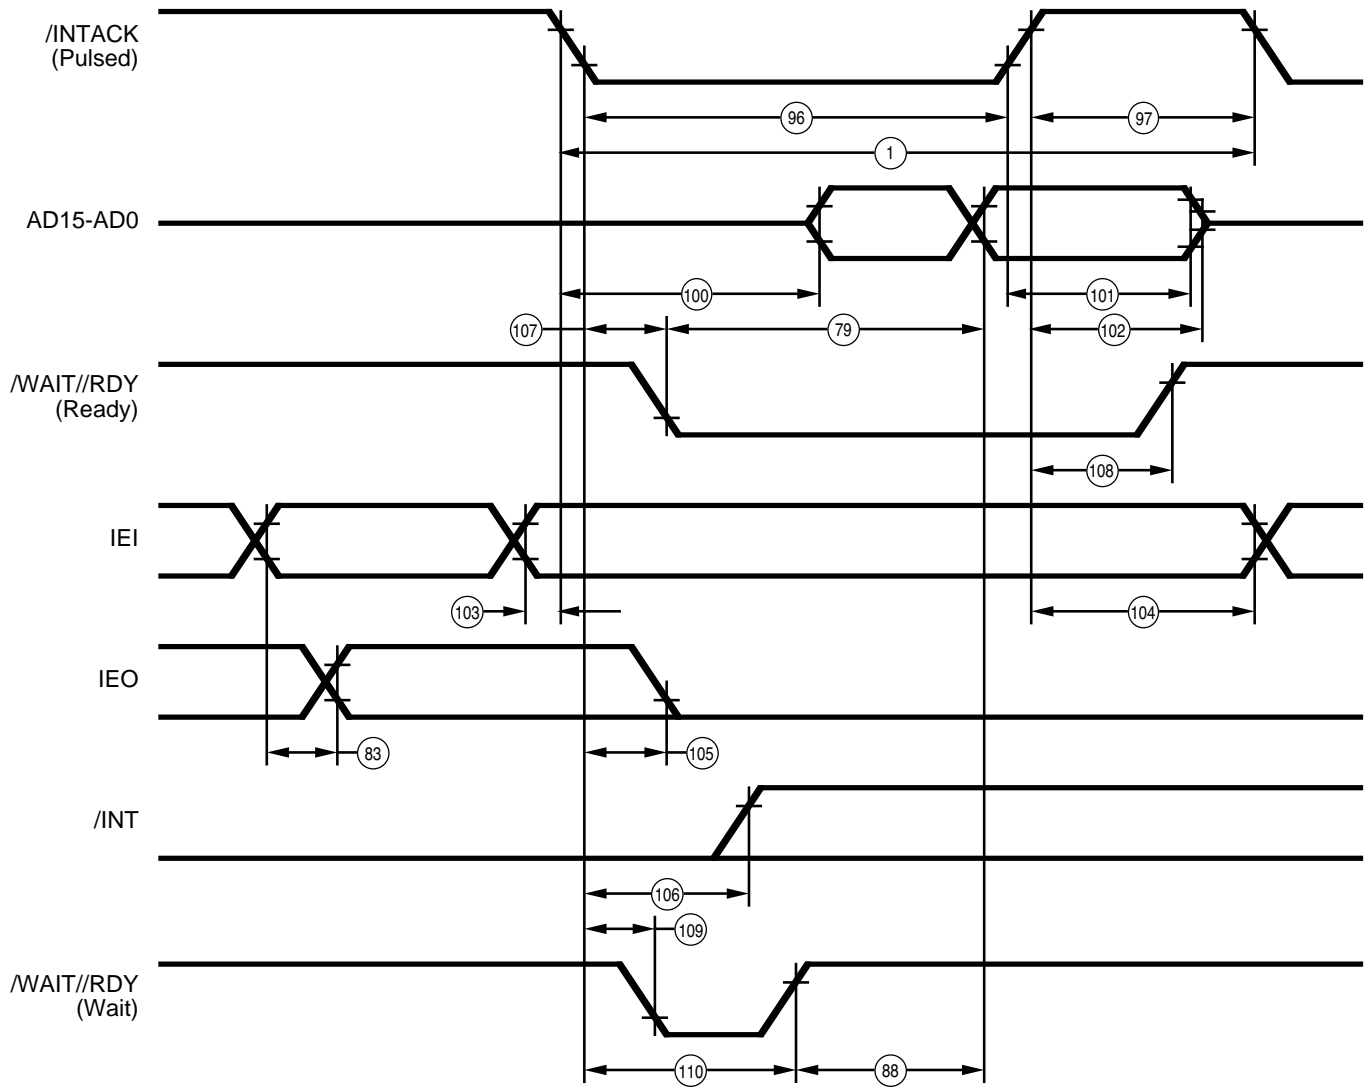 /INTACK
(Pulsed)
96
97
1
AD15-AD0
100
101
107
79
102
/WAIT//RDY
(Ready)
108
IEI
103
104
IEO
83
105
/INT
106
109
/WAIT//RDY
(Wait)
110
88